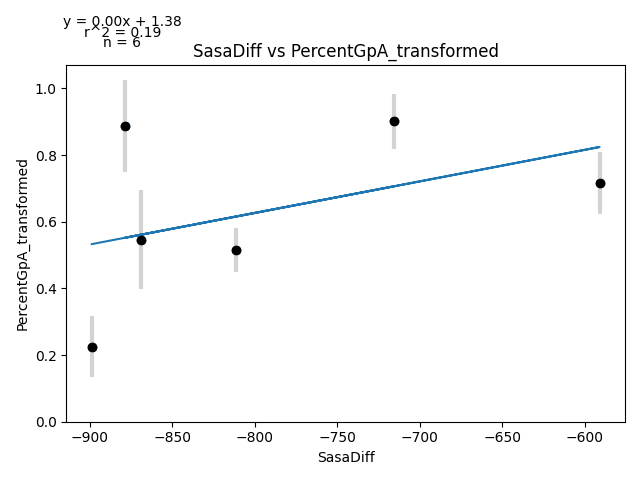 y = 0.00x + 1.38
r^2 = 0.19
n = 6
SasaDiff vs PercentGpA_transformed
PercentGpA_transformed
1.0
0.8
0.6
0.4
0.2
0.0
−900
−850
−800
−750
−700
−650
−600
SasaDiff